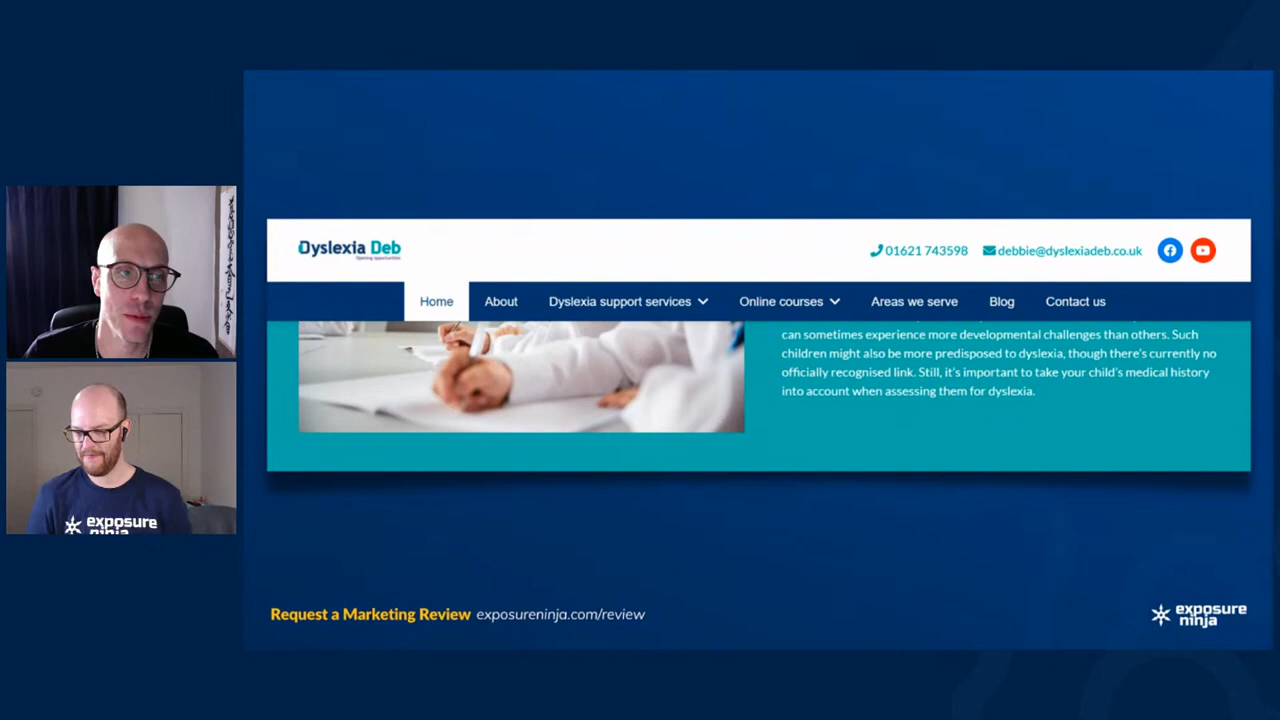 Dyslexia Deb
Opening opportunities
01621 743598
debbie@dyslexiadeb.co.uk
Home
About
Dyslexia support services
Online courses
Areas we serve
Blog
Contact us
can sometimes experience more developmental challenges than others. Such
children might also be more predisposed to dyslexia, though there's currently no
officially recognised link. Still, it's important to take your child's medical history
into account when assessing them for dyslexia.
exposure
ninja
Request a Marketing Review exposureninja.com/review
exposure
ninja